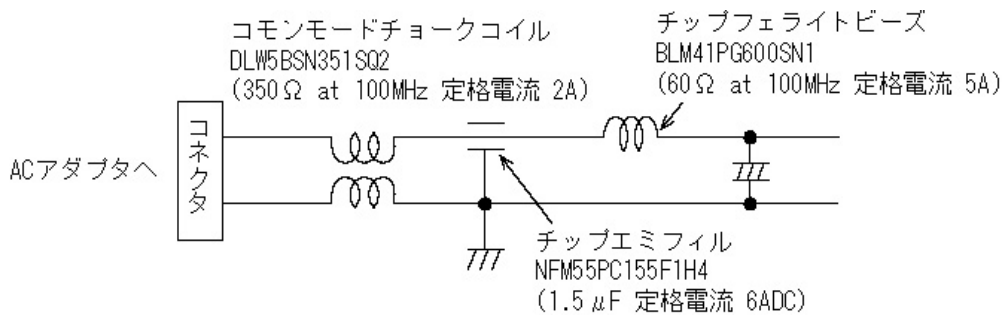 コモンモードチョークコイル
DLW5BSN351SQ2
(350Ω at 100MHz 定格電流 2A)
チップフェライトビーズ
BLM41PG600SN1
(60Ω at 100MHz 定格電流 5A)
ACアダプタへ
コネクタ
チップエミフィル
NFM55PC155F1H4
(1.5μF 定格電流 6ADC)